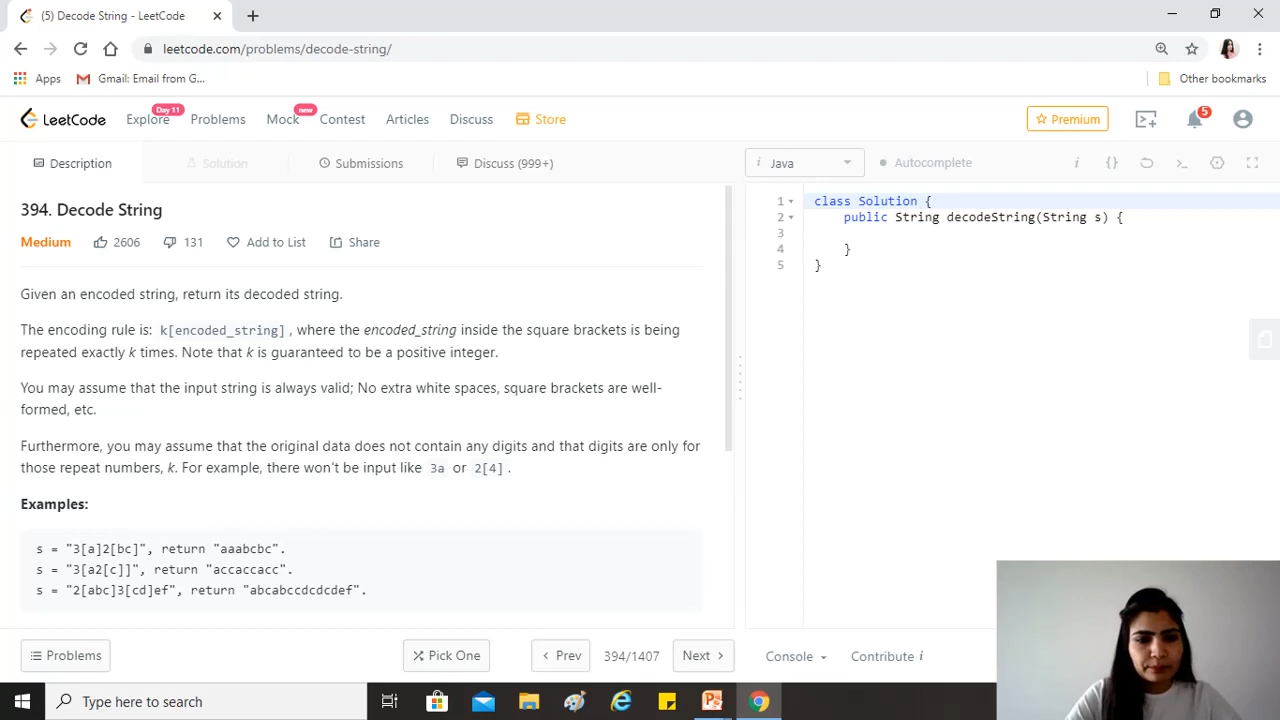 (5) Decode String - LeetCode
leetcode.com/problems/decode-string/
Apps Gmail: Email from G... Other bookmarks
LeetCode Explore Day 11 Problems Mock new Contest Articles Discuss Store Premium 5
Description Solution Submissions Discuss (999+) i Java Autocomplete i {}
394. Decode String
Medium 2606 131 Add to List Share
Given an encoded string, return its decoded string.
The encoding rule is: k[encoded_string], where the encoded_string inside the square brackets is being
repeated exactly k times. Note that k is guaranteed to be a positive integer.
You may assume that the input string is always valid; No extra white spaces, square brackets are well-
formed, etc.
Furthermore, you may assume that the original data does not contain any digits and that digits are only for
those repeat numbers, k. For example, there won't be input like 3a or 2[4].
Examples:
s = "3[a]2[bc]", return "aaabcbc".
s = "3[a2[c]]", return "accaccacc".
s = "2[abc]3[cd]ef", return "abcabccdcdcdef".
1 class Solution {
2 public String decodeString(String s) {
3
4 }
5 }
Problems Pick One Prev 394/1407 Next Console Contribute i
Type here to search